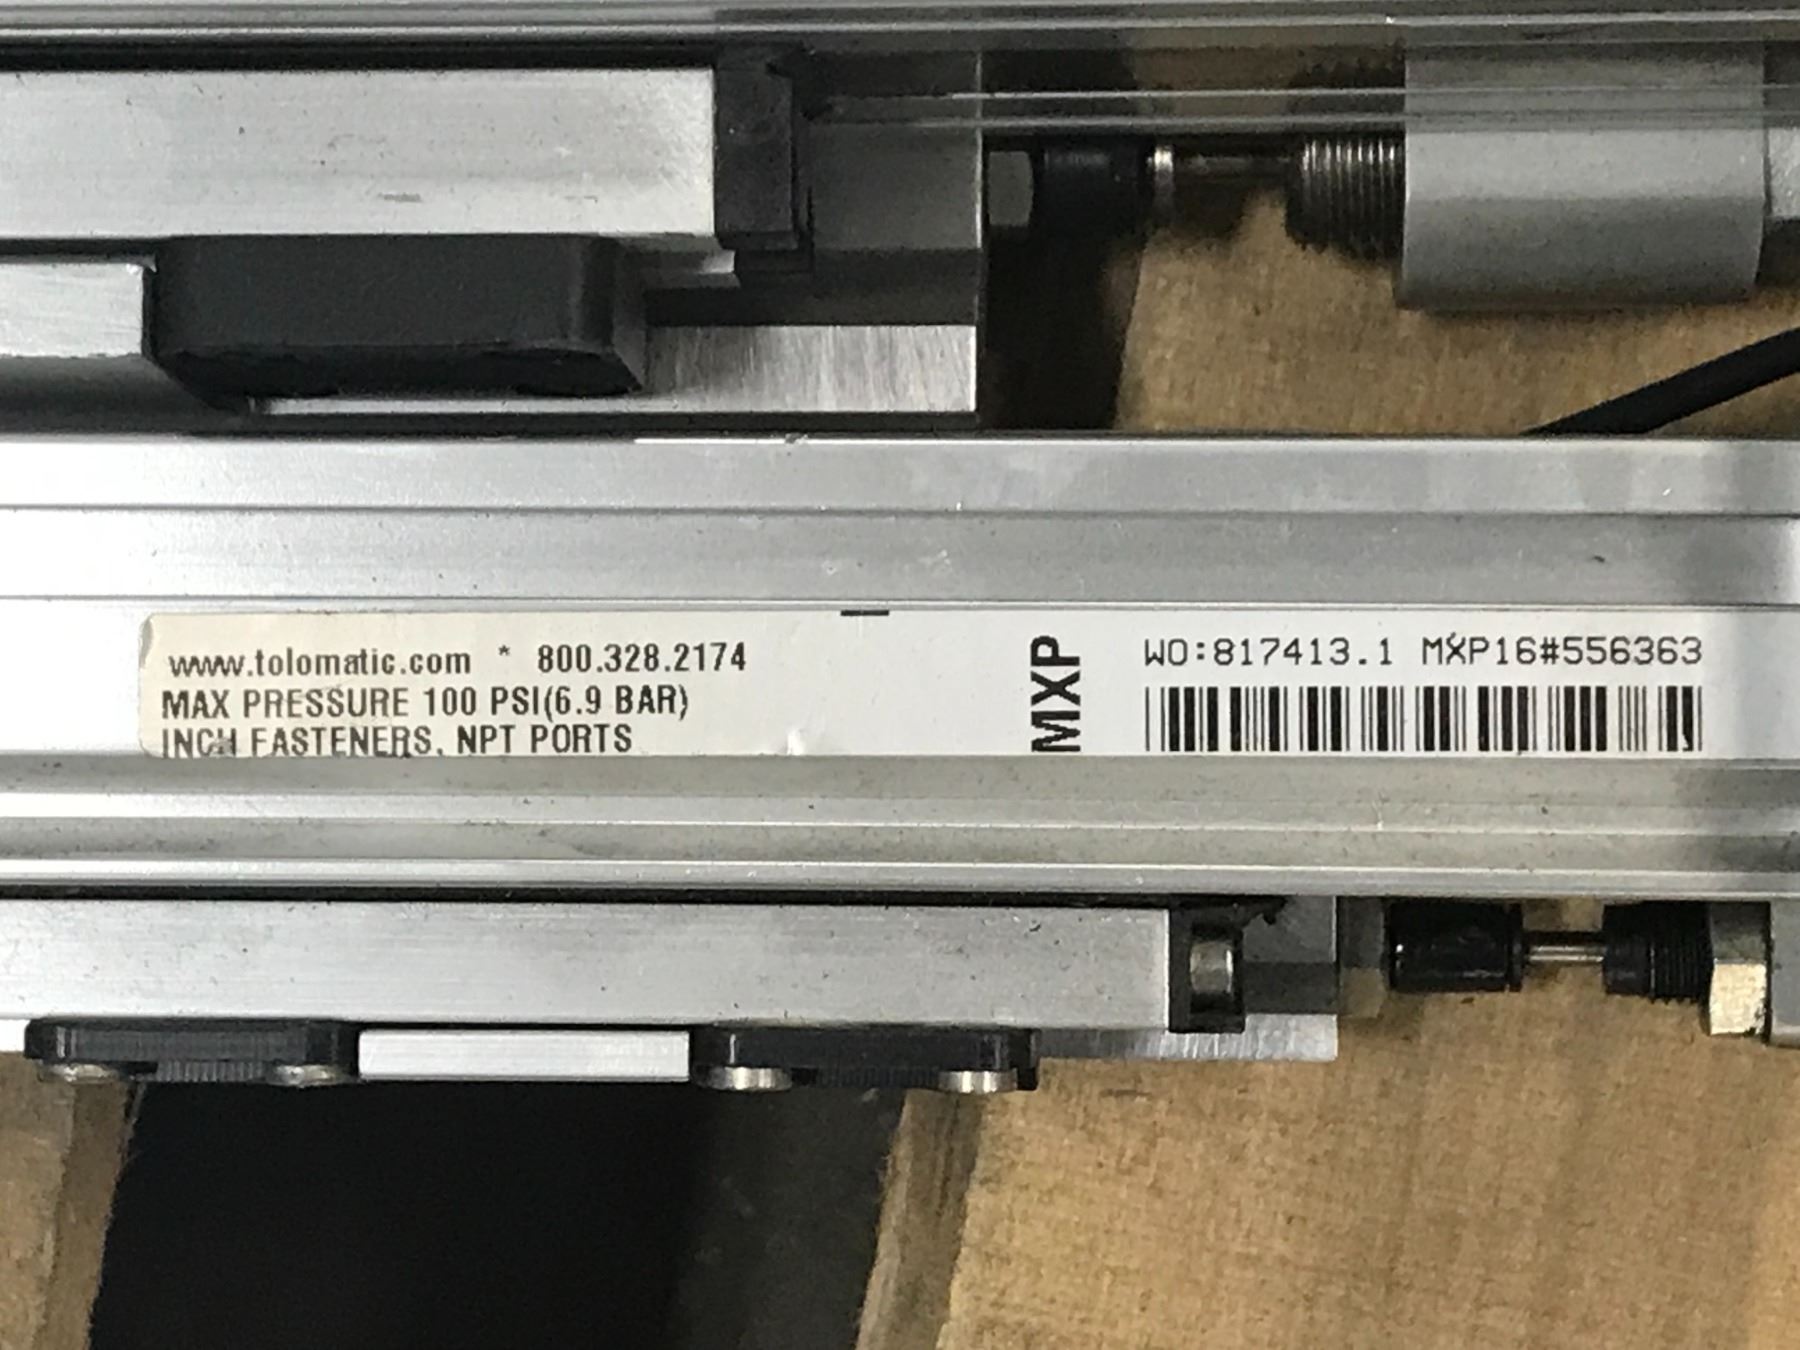 www.tolomatic.com * 800.328.2174
MAX PRESSURE 100 PSI(6.9 BAR)
INCH FASTENERS, NPT PORTS
MXP
WO:817413.1 MXP16#556363